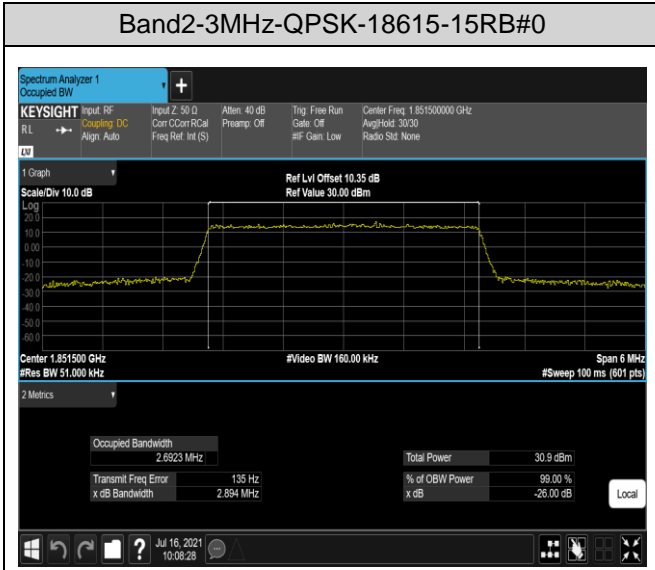 Band2-3MHz-QPSK-18615-15RB#0
Spectrum Analyzer 1
Occupied BW
+
KEYSIGHT Input: RF Input Z: 50 Ω Atten: 40 dB Trig: Free Run Center Freq: 1.851500000 GHz
RL Coupling: DC Corr CCorr RCal Preamp: Off Gate: Off Avg|Hold: 30/30
Align: Auto Freq Ref: Int (S) #IF Gain: Low Radio Std: None
LXI
1 Graph Ref Lvl Offset 10.35 dB
Scale/Div 10.0 dB Ref Value 30.00 dBm
Log
20.0
10.0
0.00
-10.0
-20.0
-30.0
-40.0
-50.0
-60.0
Center 1.851500 GHz #Video BW 160.00 kHz Span 6 MHz
#Res BW 51.000 kHz #Sweep 100 ms (601 pts)
2 Metrics
Occupied Bandwidth
2.6923 MHz Total Power 30.9 dBm
Transmit Freq Error 135 Hz % of OBW Power 99.00 %
x dB Bandwidth 2.894 MHz x dB -26.00 dB
Local
? Jul 16, 2021
10:08:28